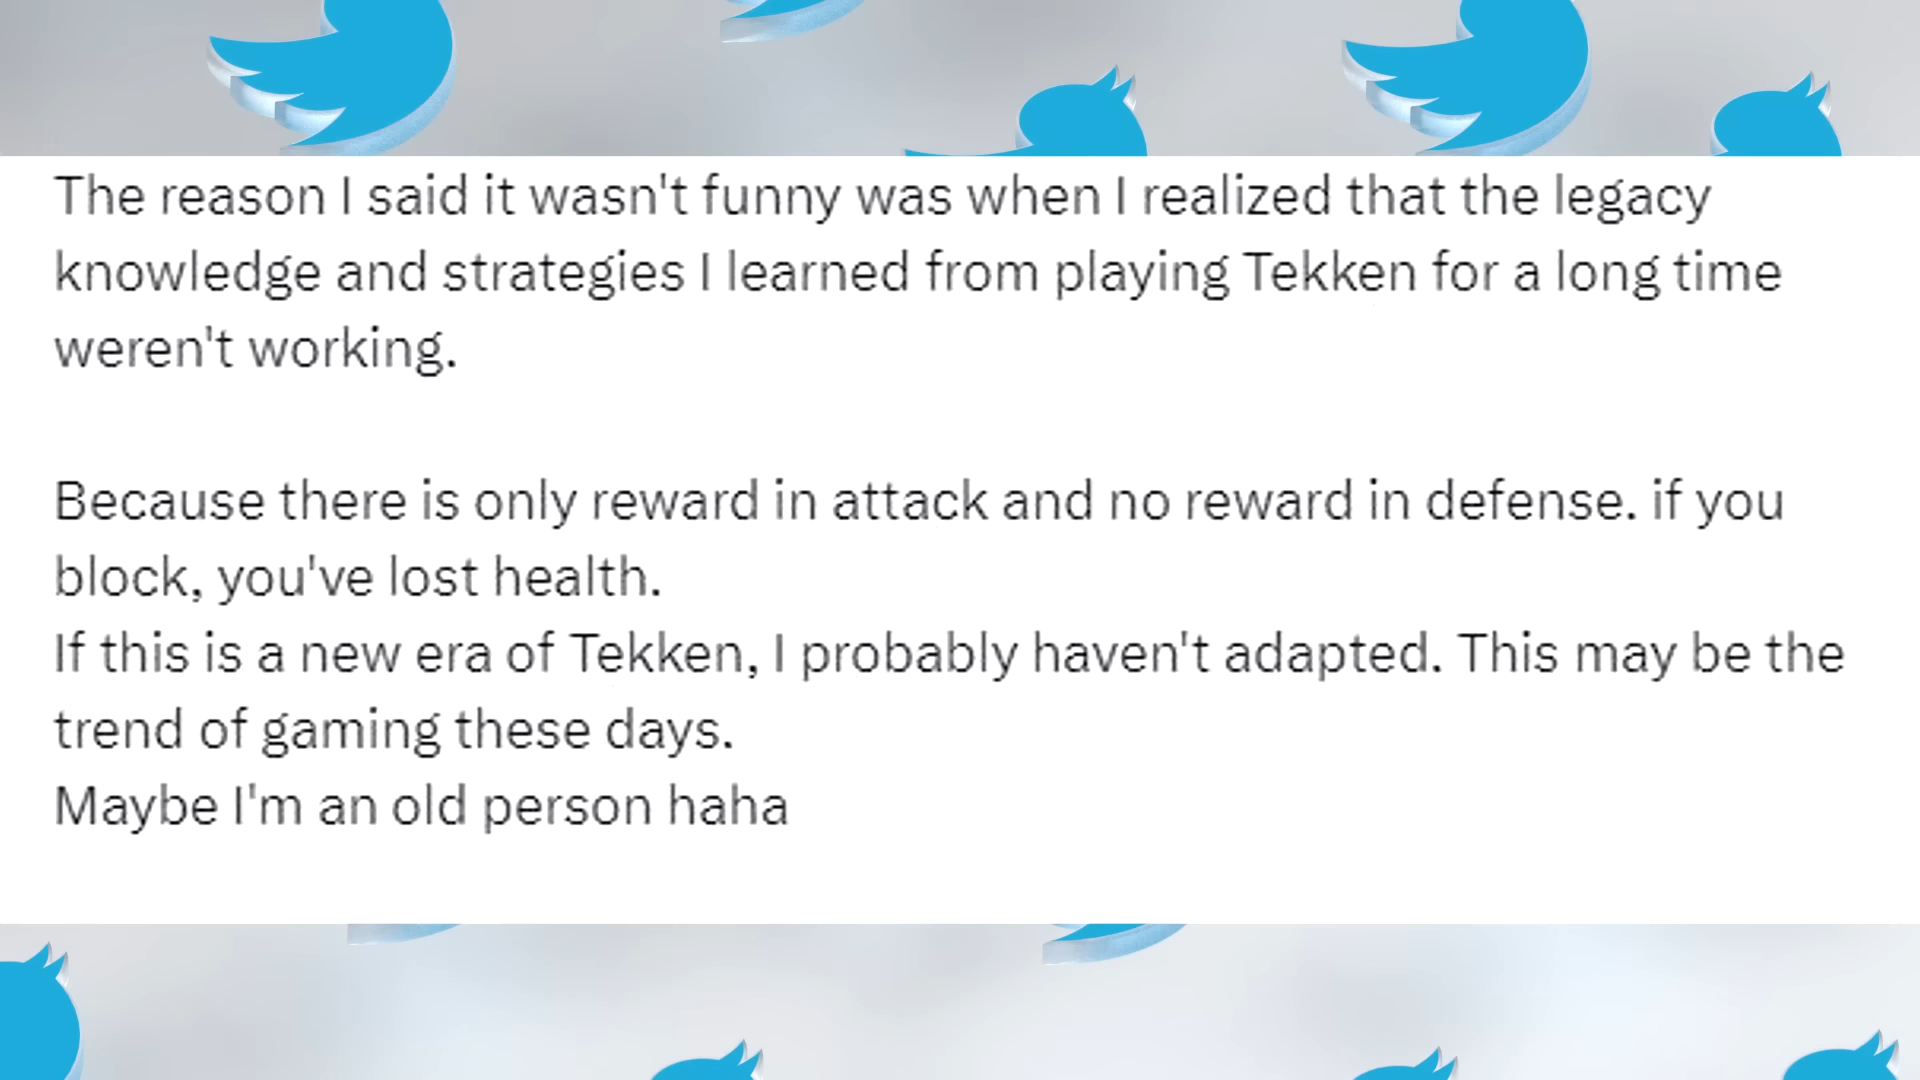 The reason I said it wasn't funny was when I realized that the legacy
knowledge and strategies I learned from playing Tekken for a long time
weren't working.
Because there is only reward in attack and no reward in defense. if you
block, you've lost health.
If this is a new era of Tekken, I probably haven't adapted. This may be the
trend of gaming these days.
Maybe I'm an old person haha